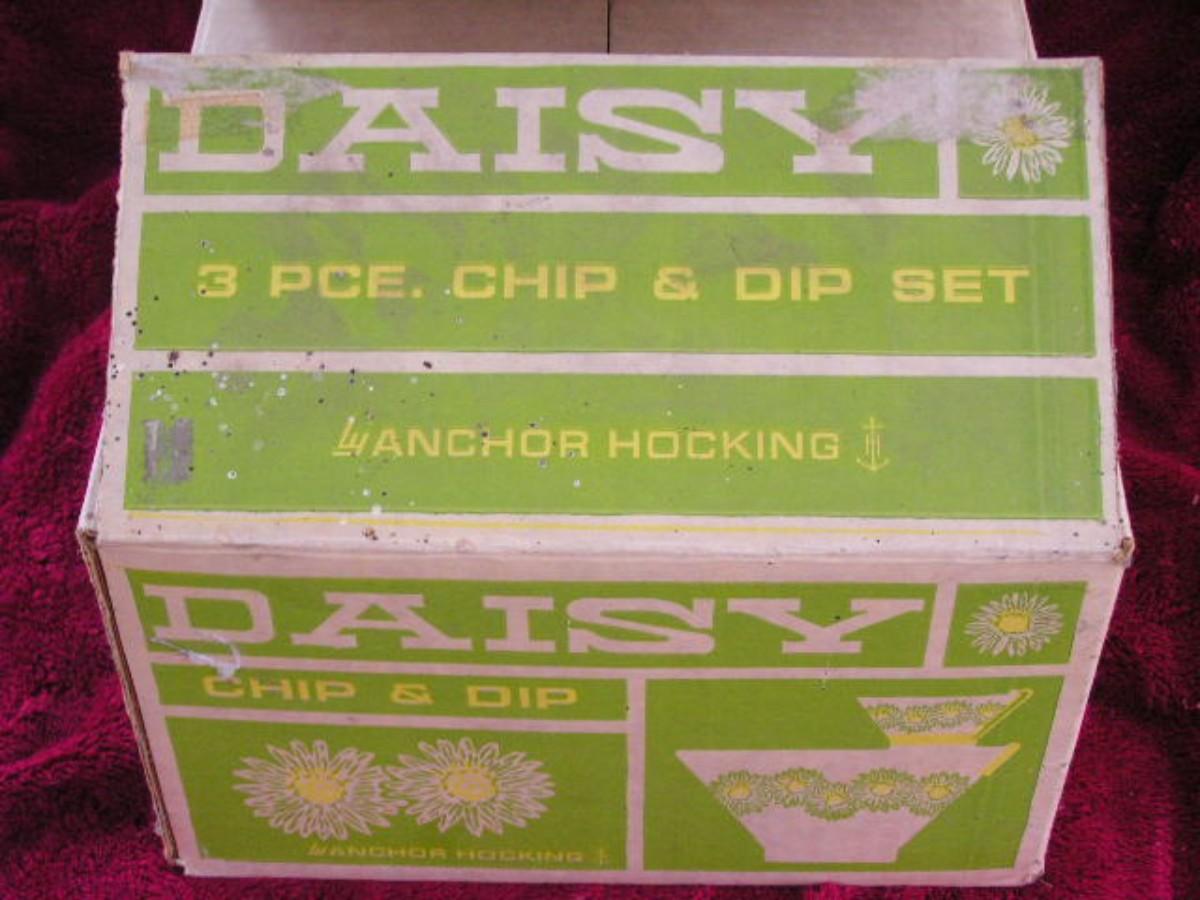 DAISY
3 PCE. CHIP & DIP SET
ANCHOR HOCKING
DAISY
CHIP & DIP
ANCHOR HOCKING